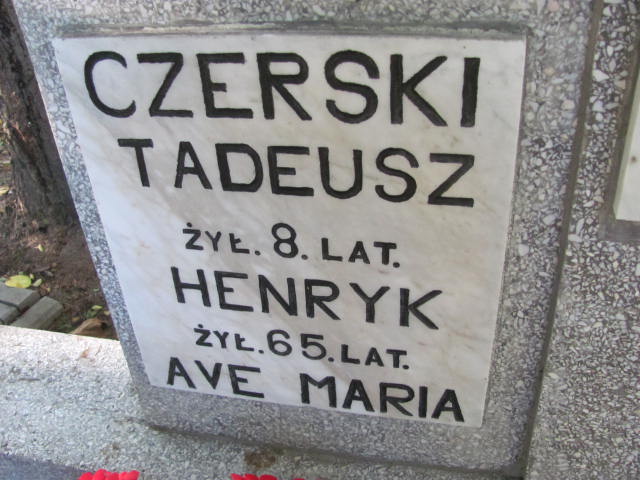 CZERSKI
TADEUSZ
ŻYŁ. 8. LAT.
HENRYK
ŻYŁ. 65. LAT.
AVE MARIA